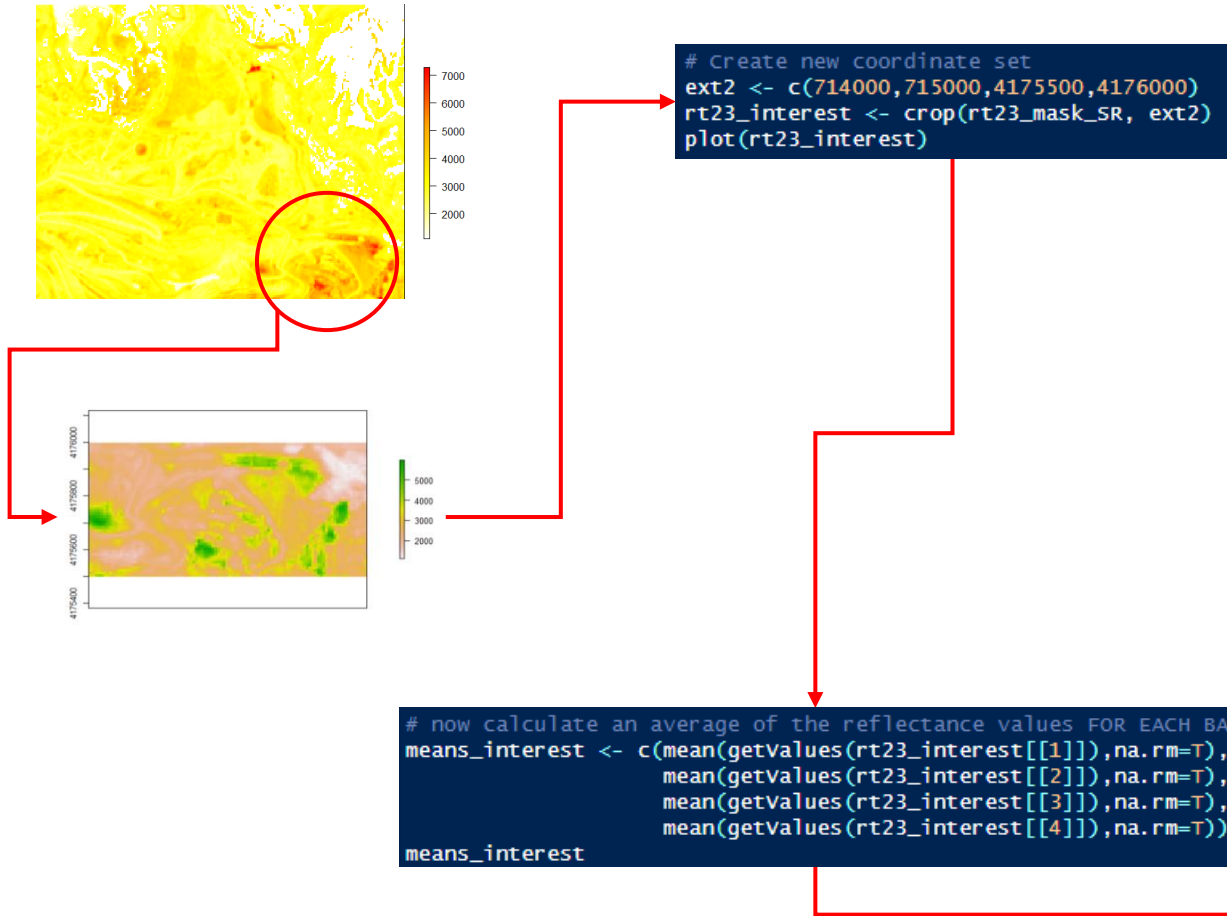 7000
6000
5000
4000
3000
2000
# Create new coordinate set
ext2 <- c(714000,715000,4175500,4176000)
rt23_interest <- crop(rt23_mask_SR, ext2)
plot(rt23_interest)
4176000
4175800
4175600
4175400
5000
4000
3000
2000
# now calculate an average of the reflectance values FOR EACH BA
means_interest <- c(mean(getValues(rt23_interest[[1]]),na.rm=T),
mean(getValues(rt23_interest[[2]]),na.rm=T),
mean(getValues(rt23_interest[[3]]),na.rm=T),
mean(getValues(rt23_interest[[4]]),na.rm=T))
means_interest